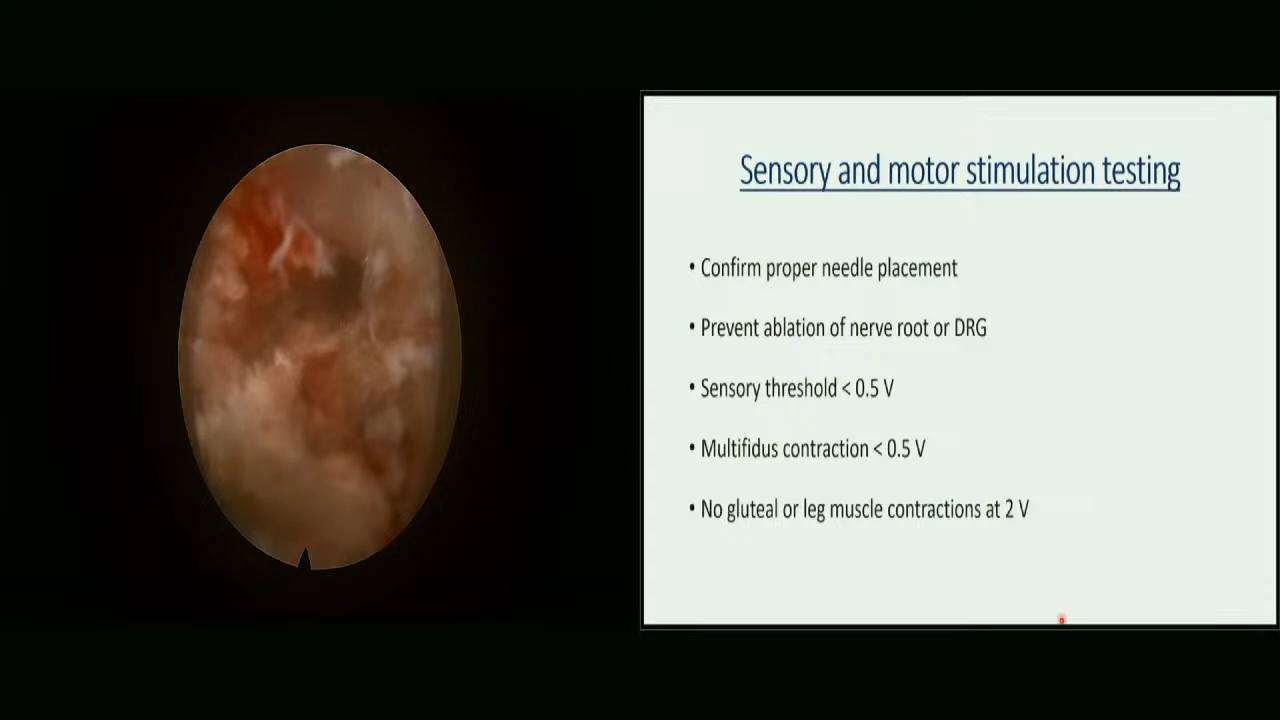 Sensory and motor stimulation testing
• Confirm proper needle placement
• Prevent ablation of nerve root or DRG
• Sensory threshold < 0.5 V
• Multifidus contraction < 0.5 V
• No gluteal or leg muscle contractions at 2 V